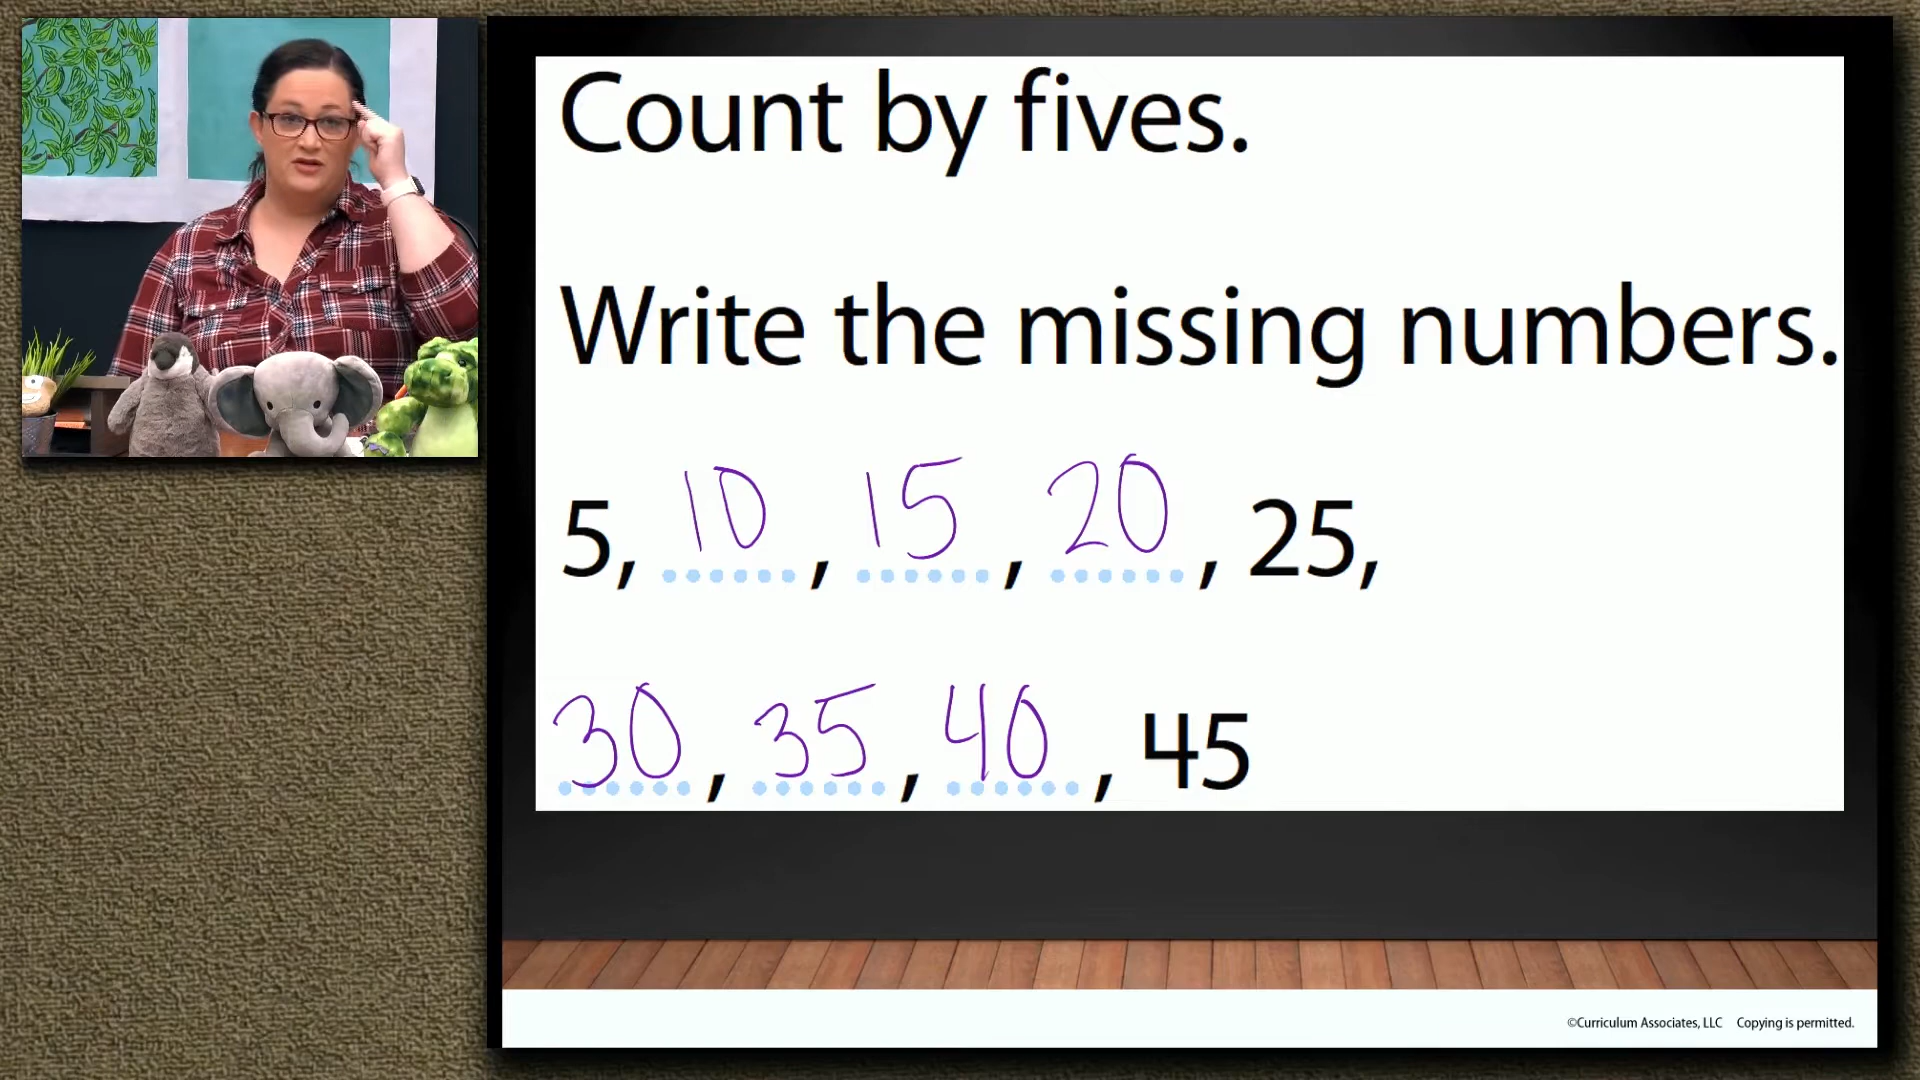 Count by fives.
Write the missing numbers.
5, 10, 15, 20, 25,
30, 35, 40, 45
©Curriculum Associates, LLC Copying is permitted.